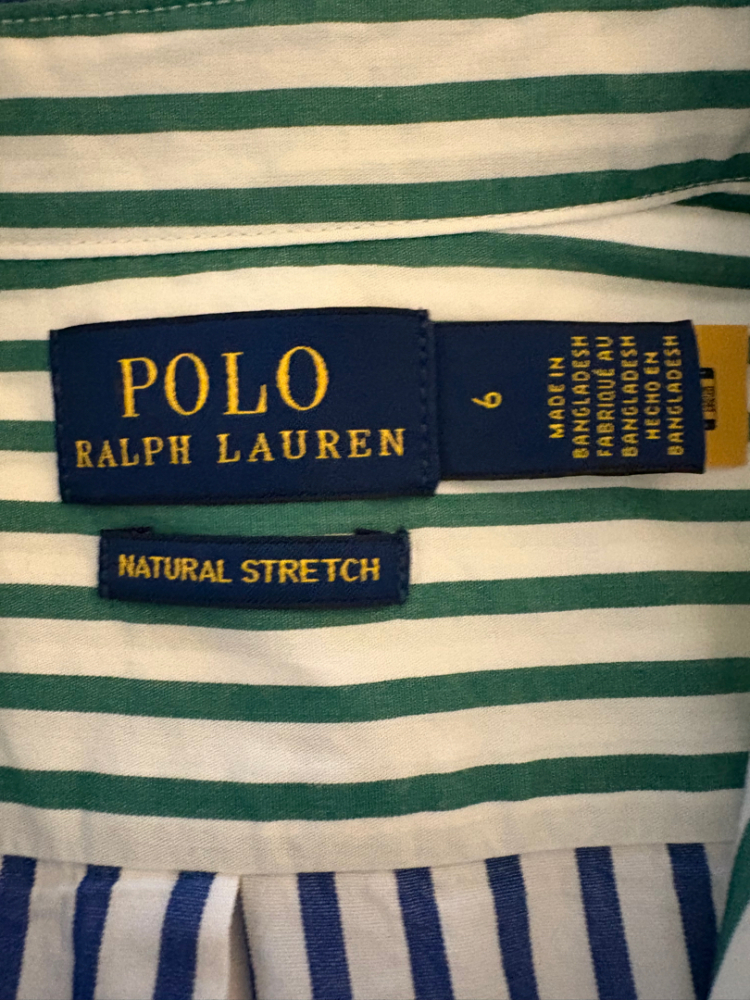 POLO
RALPH LAUREN
6
MADE IN
BANGLADESH
FABRIQUÉ AU
BANGLADESH
HECHO EN
BANGLADESH
NATURAL STRETCH